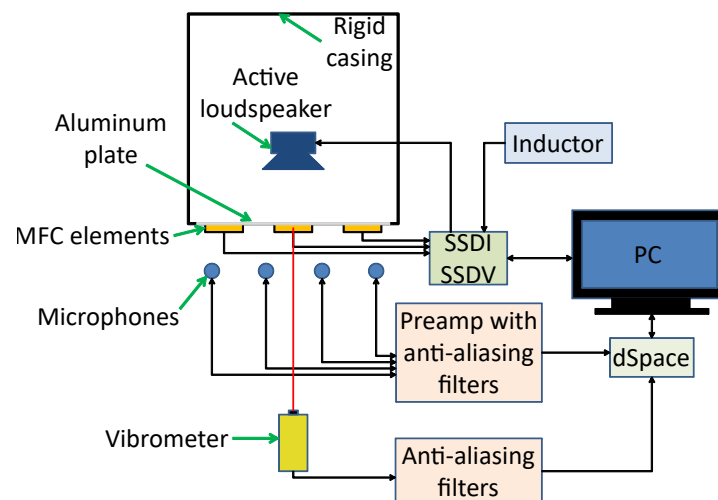 Rigid
casing
Active
loudspeaker
Aluminum
plate
Inductor
MFC elements
SSDI
SSDV
PC
Microphones
Preamp with
anti-aliasing
filters
dSpace
Vibrometer
Anti-aliasing
filters